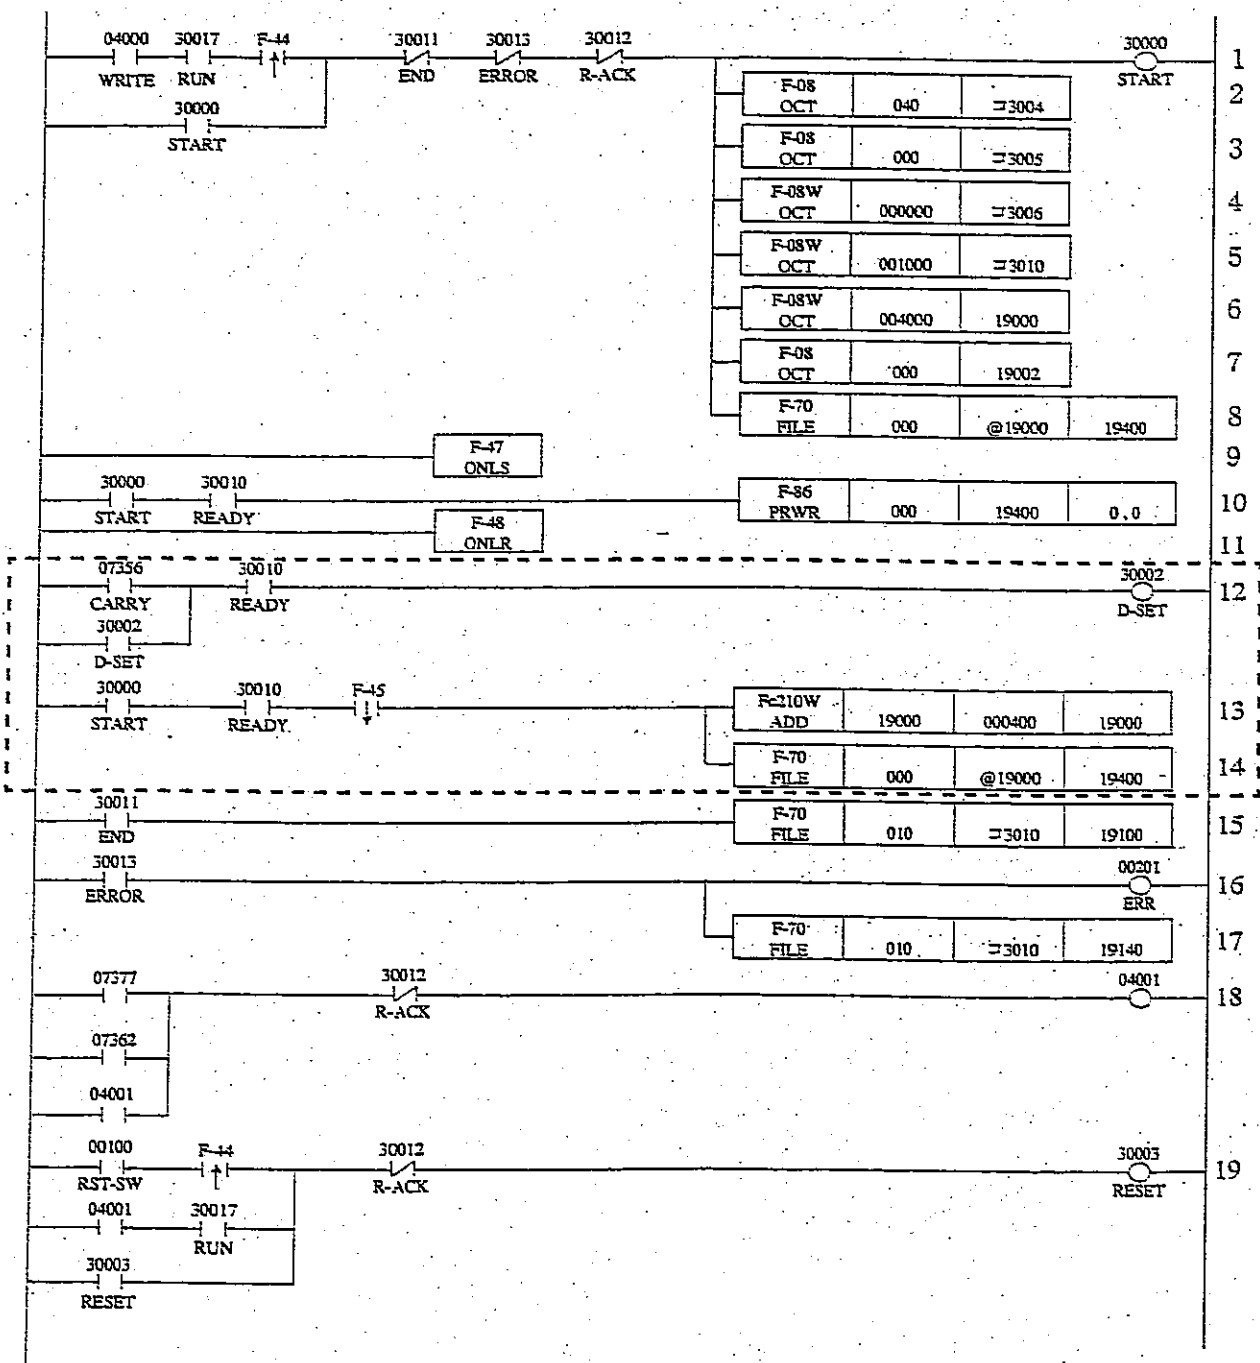 04000 30017 F-44 30011 30013 30012 30000 1
WRITE RUN END ERROR R-ACK START
F-08 OCT 040 ⊐3004 2
30000
START
F-08 OCT 000 ⊐3005 3
F-08W OCT 000000 ⊐3006 4
F-08W OCT 001000 ⊐3010 5
F-08W OCT 004000 19000 6
F-08 OCT 000 19002 7
F-70 FILE 000 @19000 19400 8
F-47 ONLS 9
30000 30010
START READY
F-86 PRWR 000 19400 0.0 10
F-48 ONLR 11
07356 30010 30002 12
CARRY READY D-SET
30002
D-SET
30000 30010 F-45
START READY
F-210W ADD 19000 000400 19000 13
F-70 FILE 000 @19000 19400 14
30011
END
F-70 FILE 010 ⊐3010 19100 15
30013 00201 16
ERROR ERR
F-70 FILE 010 ⊐3010 19140 17
07377 30012 04001 18
R-ACK
07362
04001
00100 F-44 30012 30003 19
RST-SW R-ACK RESET
04001 30017
RUN
30003
RESET